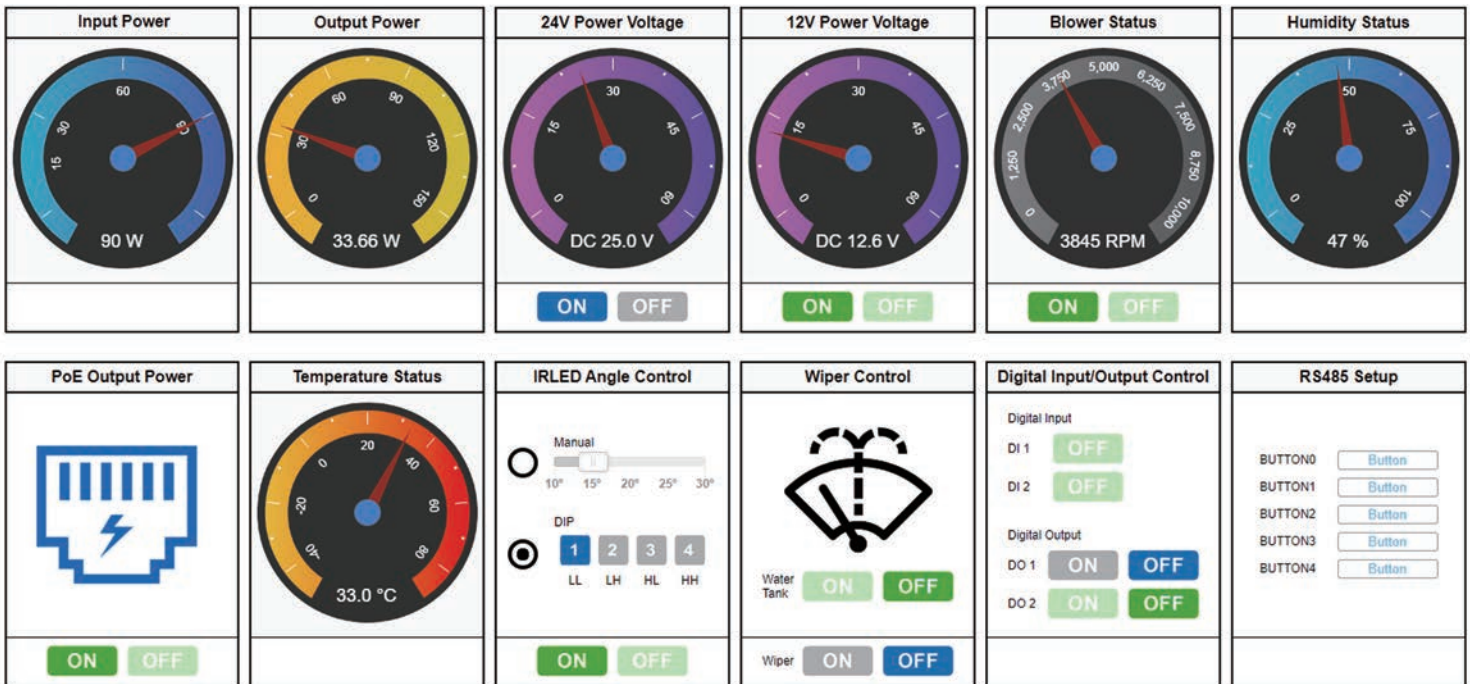 Input Power
15
30
60
90
90 W
Output Power
0
30
60
90
120
150
33.66 W
24V Power Voltage
0
15
30
45
60
DC 25.0 V
ON OFF
12V Power Voltage
0
15
30
45
60
DC 12.6 V
ON OFF
Blower Status
0
1,250
2,500
3,750
5,000
6,250
7,500
8,750
10,000
3845 RPM
ON OFF
Humidity Status
0
25
50
75
100
47 %
PoE Output Power
ON OFF
Temperature Status
-40
-20
0
20
40
60
80
33.0 °C
IRLED Angle Control
Manual
10° 15° 20° 25° 30°
DIP
1 2 3 4
LL LH HL HH
ON OFF
Wiper Control
Water
Tank ON OFF
Wiper ON OFF
Digital Input/Output Control
Digital Input
DI 1 OFF
DI 2 OFF
Digital Output
DO 1 ON OFF
DO 2 ON OFF
RS485 Setup
BUTTON0 Button
BUTTON1 Button
BUTTON2 Button
BUTTON3 Button
BUTTON4 Button